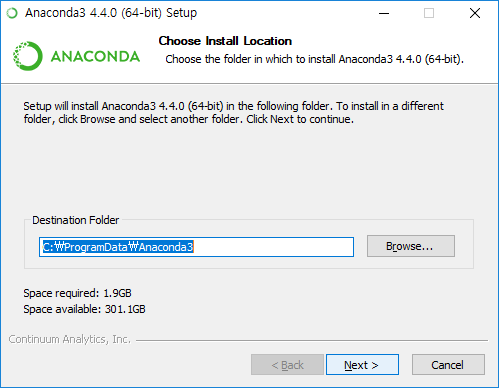 Anaconda3 4.4.0 (64-bit) Setup
ANACONDA
Choose Install Location
Choose the folder in which to install Anaconda3 4.4.0 (64-bit).
Setup will install Anaconda3 4.4.0 (64-bit) in the following folder. To install in a different
folder, click Browse and select another folder. Click Next to continue.
Destination Folder
C:₩ProgramData₩Anaconda3
Browse...
Space required: 1.9GB
Space available: 301.1GB
Continuum Analytics, Inc.
< Back
Next >
Cancel